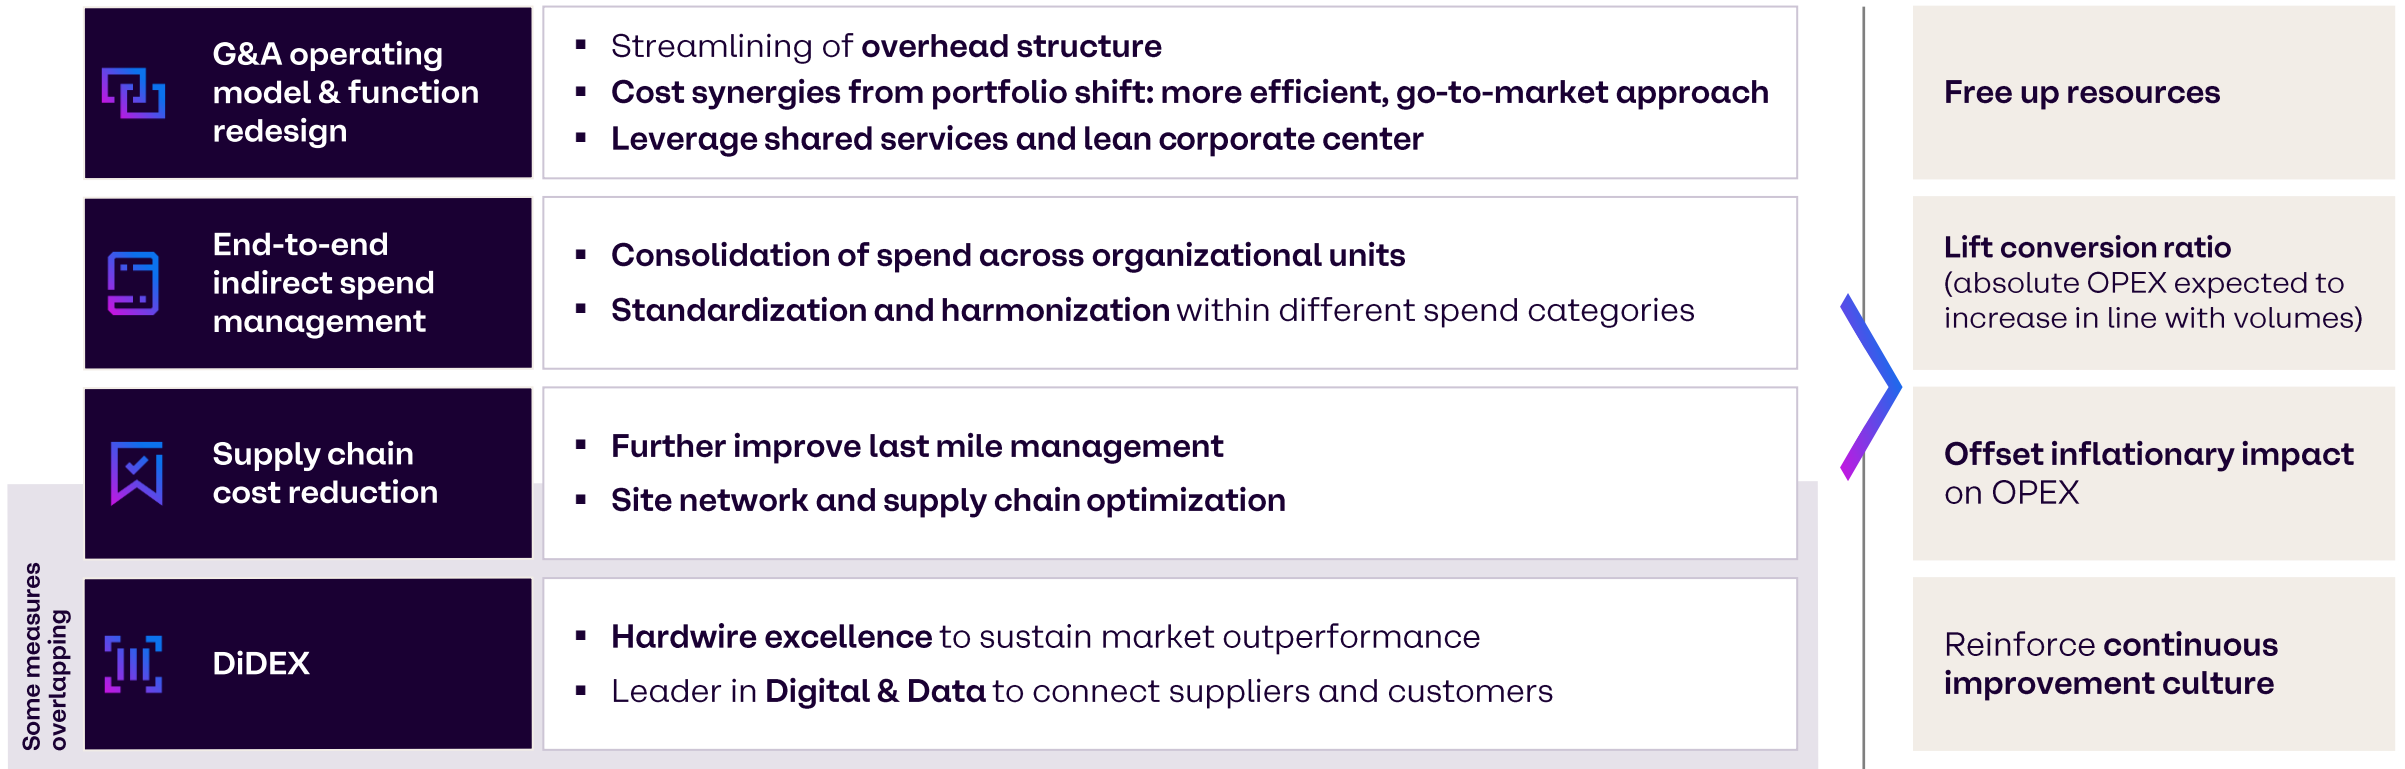 G&A operating
model & function
redesign
▪ Streamlining of overhead structure
▪ Cost synergies from portfolio shift: more efficient, go-to-market approach
▪ Leverage shared services and lean corporate center
Free up resources
End-to-end
indirect spend
management
▪ Consolidation of spend across organizational units
▪ Standardization and harmonization within different spend categories
Lift conversion ratio
(absolute OPEX expected to
increase in line with volumes)
Supply chain
cost reduction
▪ Further improve last mile management
▪ Site network and supply chain optimization
Offset inflationary impact
on OPEX
Some measures
overlapping
DiDEX
▪ Hardwire excellence to sustain market outperformance
▪ Leader in Digital & Data to connect suppliers and customers
Reinforce continuous
improvement culture